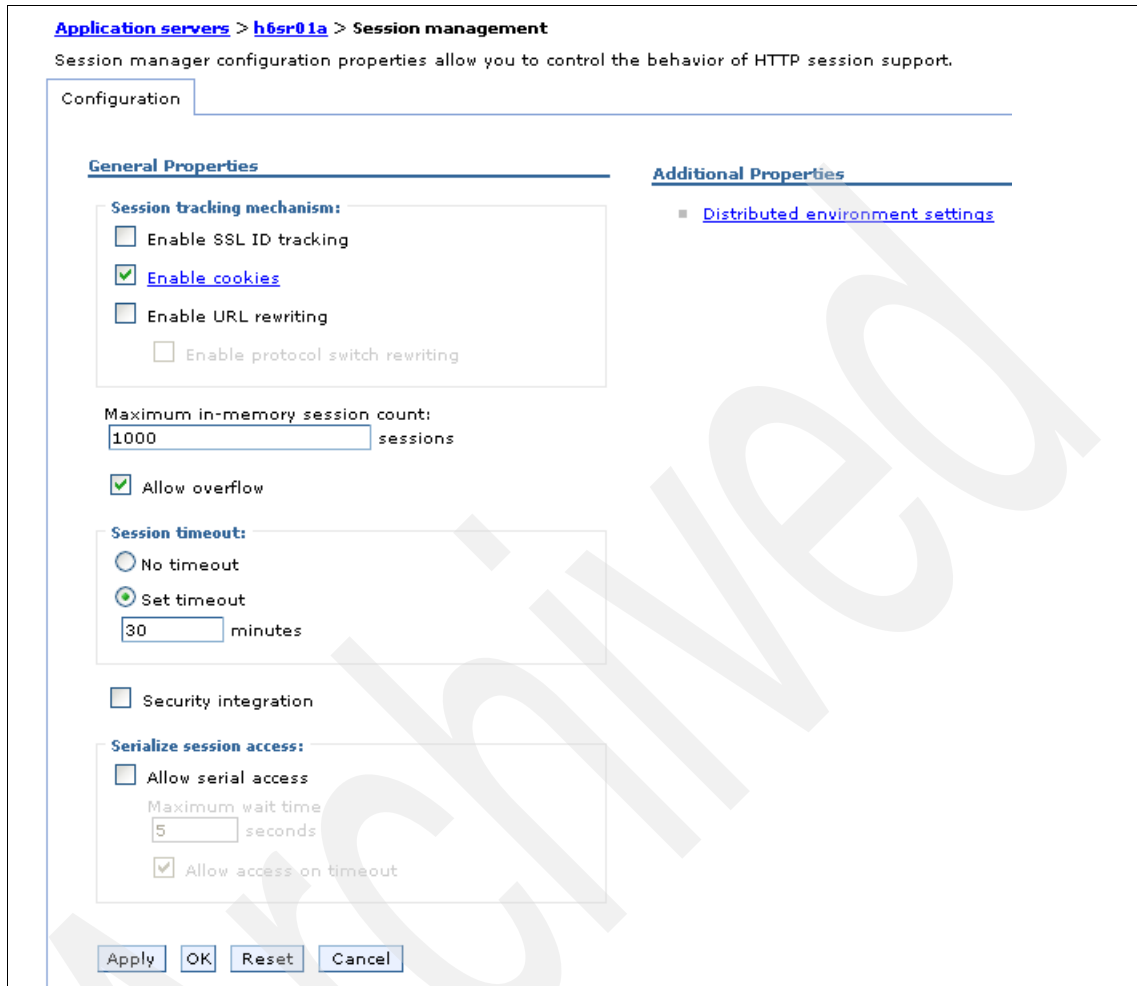 Application servers > h6sr01a > Session management
Session manager configuration properties allow you to control the behavior of HTTP session support.
Configuration
General Properties
Session tracking mechanism:
Enable SSL ID tracking
Enable cookies
Enable URL rewriting
Enable protocol switch rewriting
Maximum in-memory session count:
1000 sessions
Allow overflow
Session timeout:
No timeout
Set timeout
30 minutes
Security integration
Serialize session access:
Allow serial access
Maximum wait time
5 seconds
Allow access on timeout
Apply OK Reset Cancel
Additional Properties
Distributed environment settings
Archived